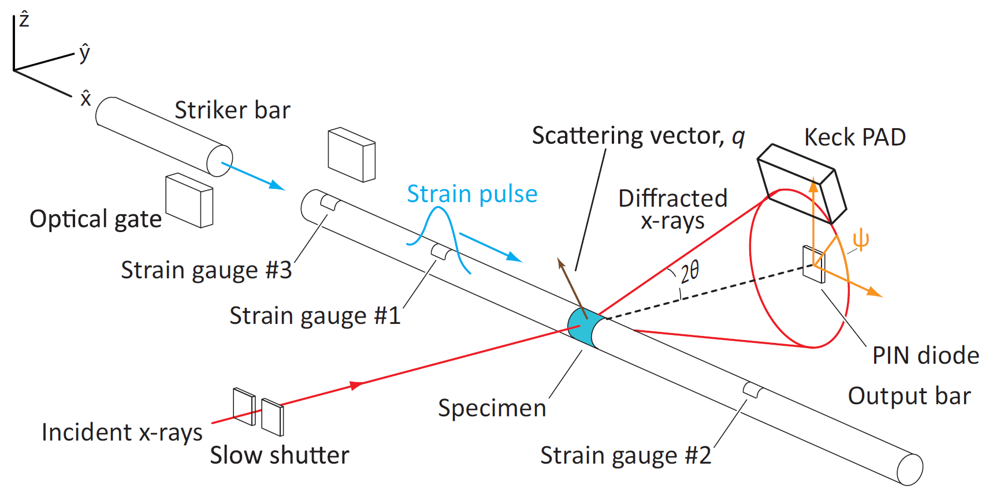 ẑ
ŷ
x̂
Striker bar
Scattering vector, q
Keck PAD
Strain pulse
Diffracted
x-rays
Optical gate
ψ
Strain gauge #3
2θ
Strain gauge #1
PIN diode
Output bar
Specimen
Incident x-rays
Slow shutter
Strain gauge #2